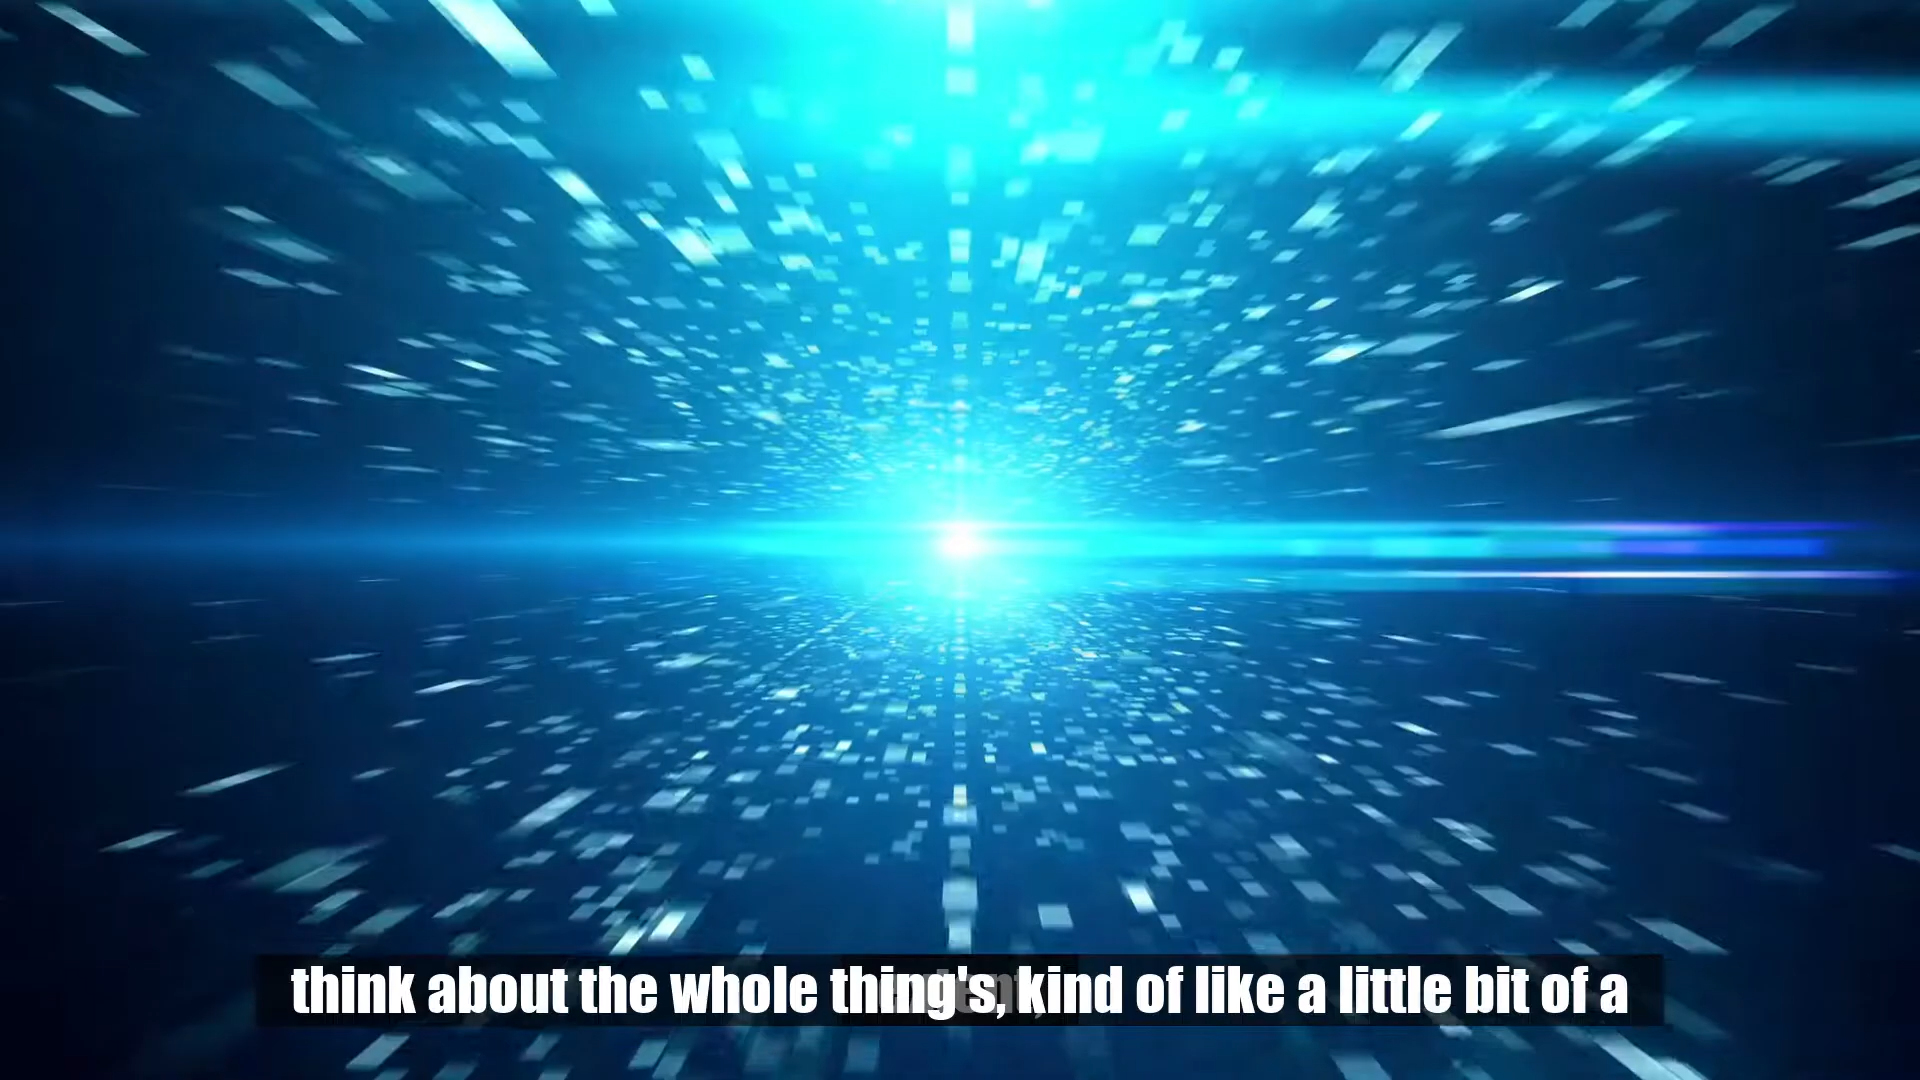 think about the whole thing's, kind of like a little bit of a